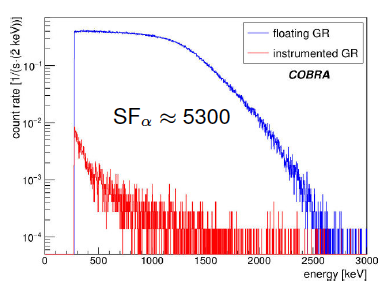 floating GR
instrumented GR
COBRA
SFα ≈ 5300
count rate [1/(s·(2 keV))]
10⁻¹
10⁻²
10⁻³
10⁻⁴
0 500 1000 1500 2000 2500 3000
energy [keV]